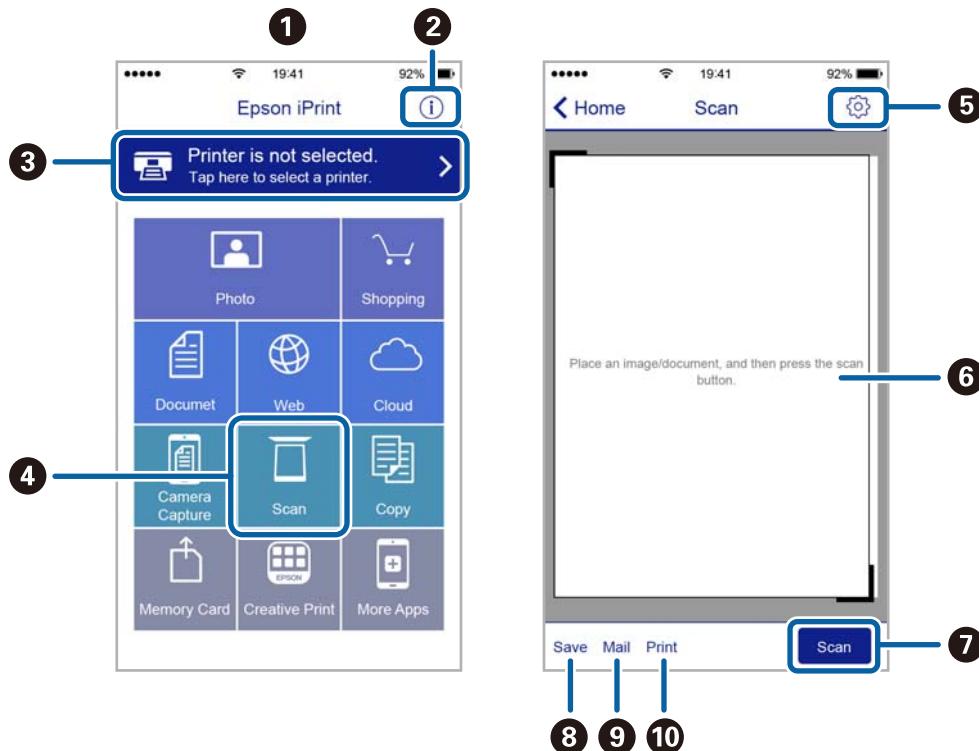 1
2
19:41
92%
Epson iPrint
3
Printer is not selected.
Tap here to select a printer.
Photo
Shopping
Documet
Web
Cloud
4
Camera
Capture
Scan
Copy
EPSON
Memory Card
Creative Print
More Apps
19:41
92%
Home
Scan
5
Place an image/document, and then press the scan
button.
6
Save
Mail
Print
Scan
7
8
9
10